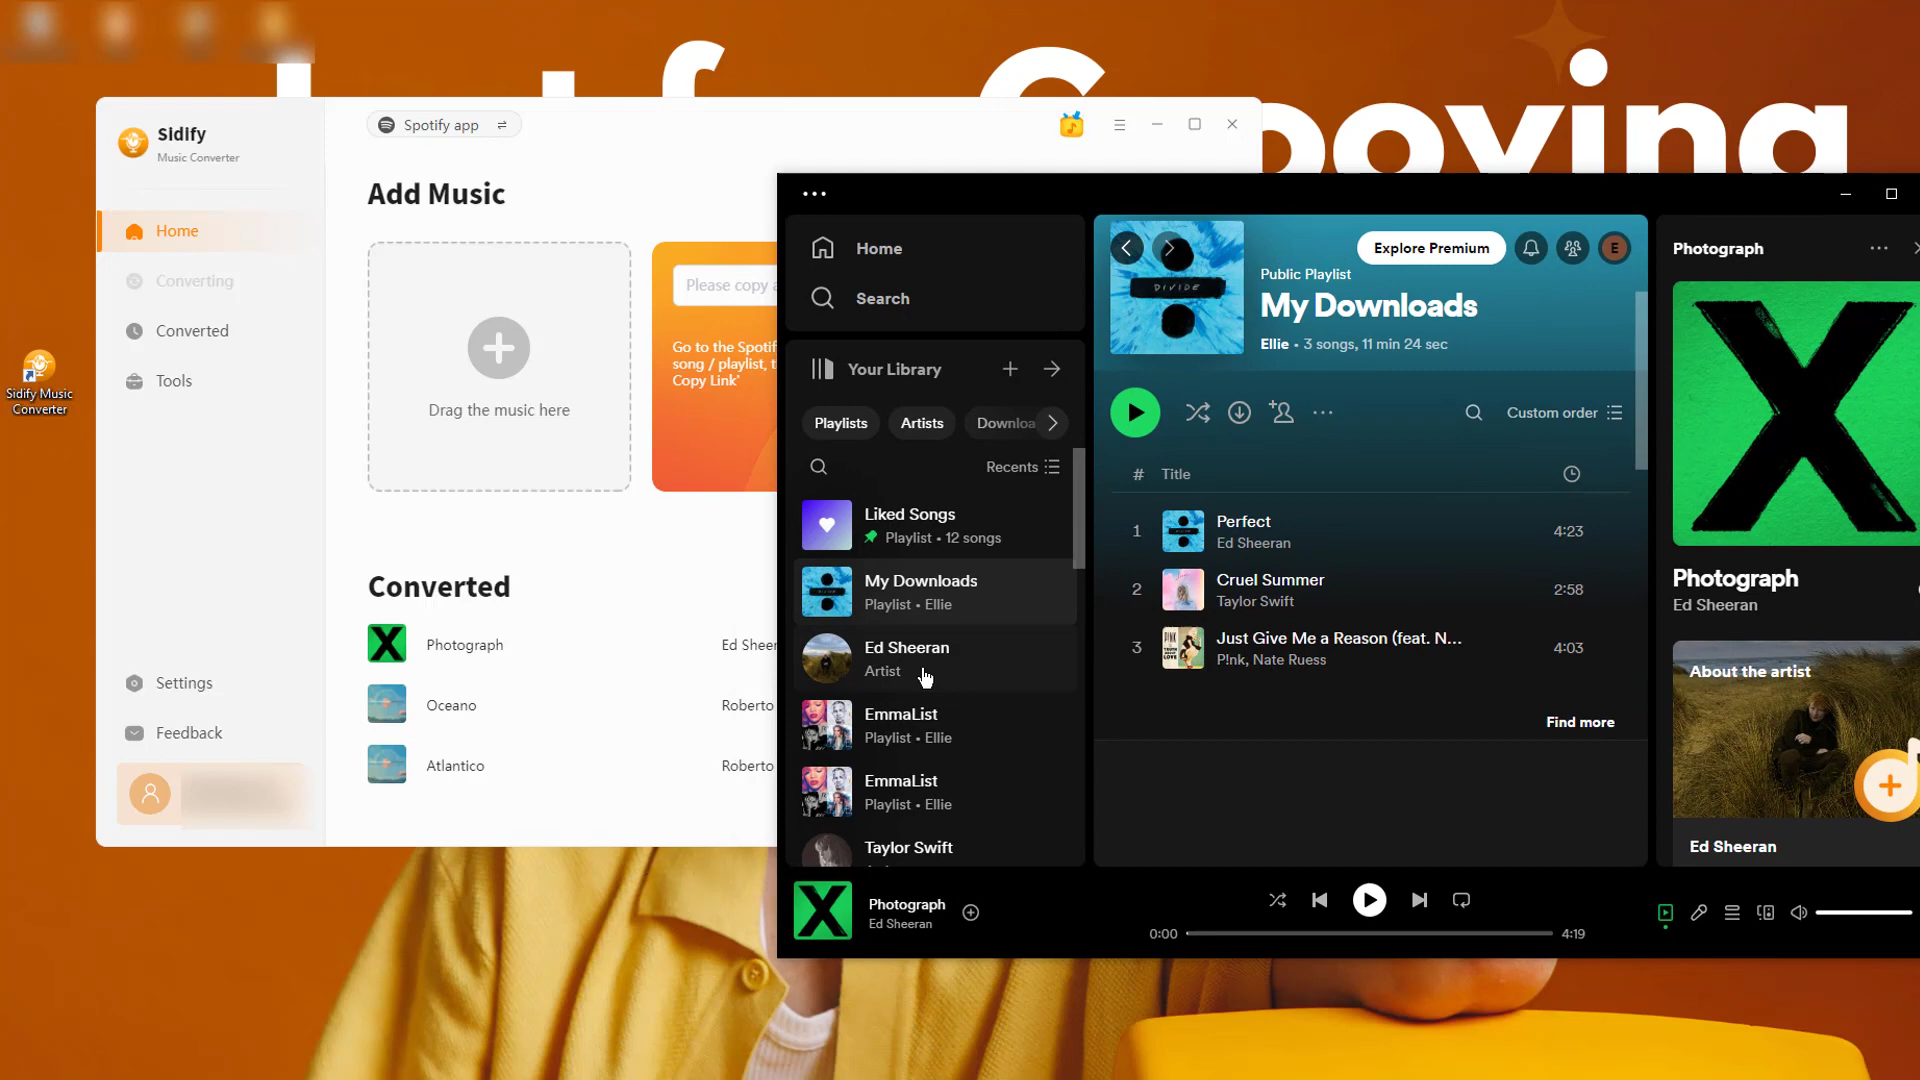 Sidify
Music Converter
Home
Converting
Converted
Tools
Settings
Feedback
Sidify Music
Converter
Spotify app
Add Music
Drag the music here
Please copy a
Go to the Spotif
song / playlist, t
Copy Link"
Converted
Photograph
Ed Sheer
Oceano
Roberto
Atlantico
Roberto
Home
Search
Your Library
Playlists
Artists
Downloa
Recents
Liked Songs
Playlist • 12 songs
My Downloads
Playlist • Ellie
Ed Sheeran
Artist
EmmaList
Playlist • Ellie
EmmaList
Playlist • Ellie
Taylor Swift
DIVIDE
Explore Premium
E
Public Playlist
My Downloads
Ellie • 3 songs, 11 min 24 sec
Custom order
# Title
1 Perfect 4:23
Ed Sheeran
2 Cruel Summer 2:58
Taylor Swift
3 Just Give Me a Reason (feat. N... 4:03
P!nk, Nate Ruess
Find more
Photograph
Photograph
Ed Sheeran
About the artist
Ed Sheeran
Photograph
Ed Sheeran
0:00
4:19